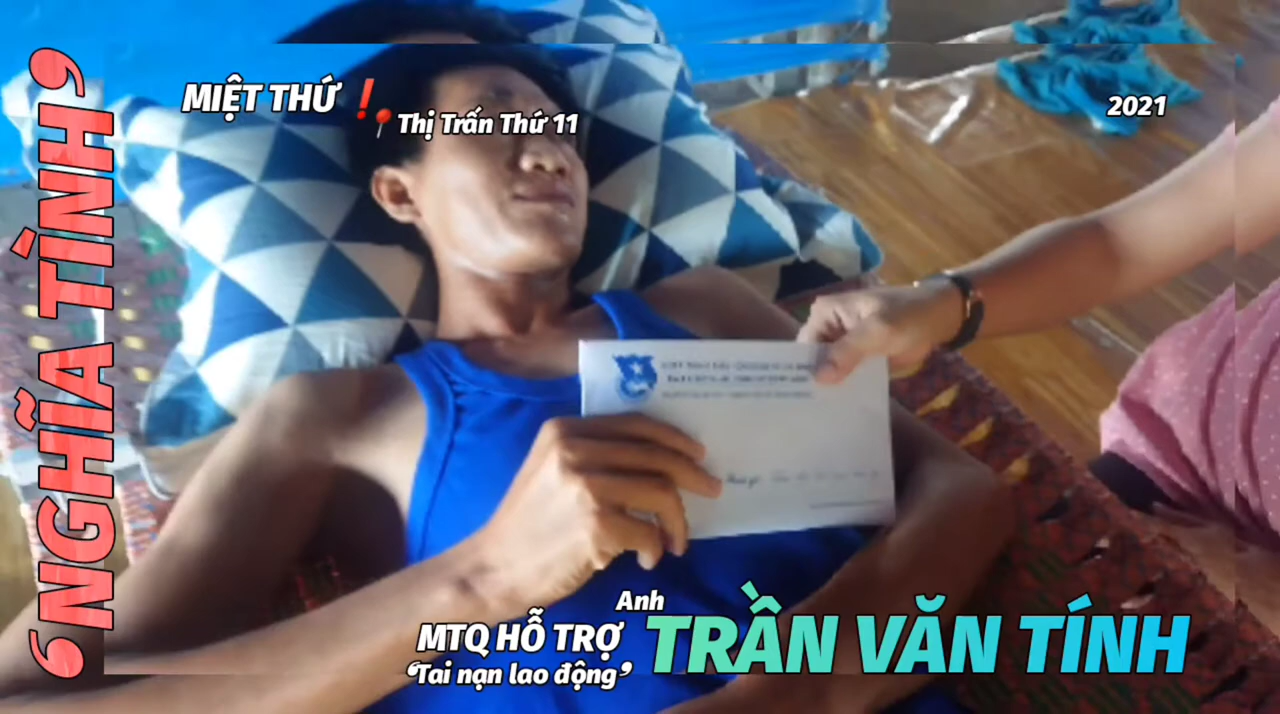 ‘NGHĨA TÌNH’
MIỆT THỨ❗
📍Thị Trấn Thứ 11
2021
Anh
MTQ HỖ TRỢ
‘Tai nạn lao động’
TRẦN VĂN TÍNH